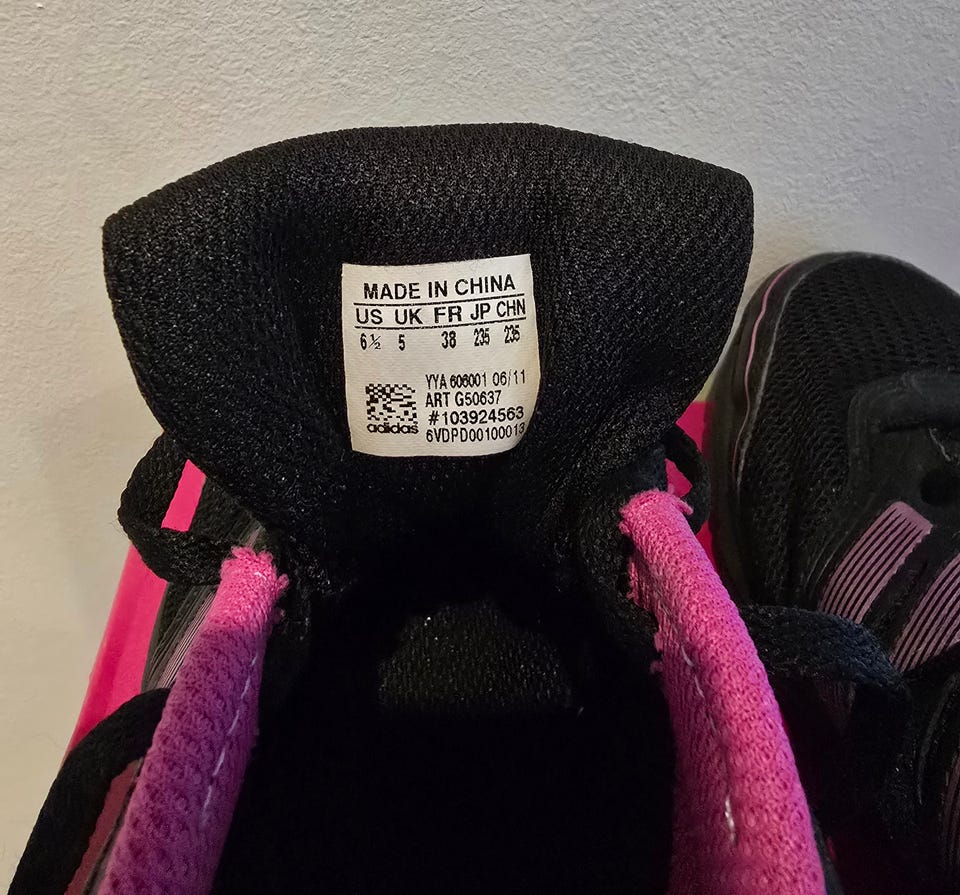 MADE IN CHINA
US UK FR JP CHN
6½ 5 38 235 235
YYA 606001 06/11
ART G50637
#103924563
adidas 6VDPD00100013